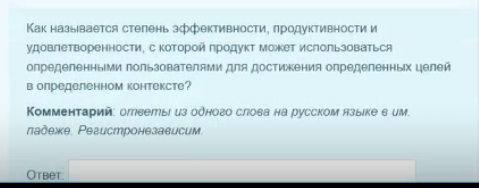 Как называется степень эффективности, продуктивности и
удовлетворенности, с которой продукт может использоваться
определенными пользователями для достижения определенных целей
в определенном контексте?
Комментарий: ответы из одного слова на русском языке в им.
падеже. Регистронезависим.
Ответ: